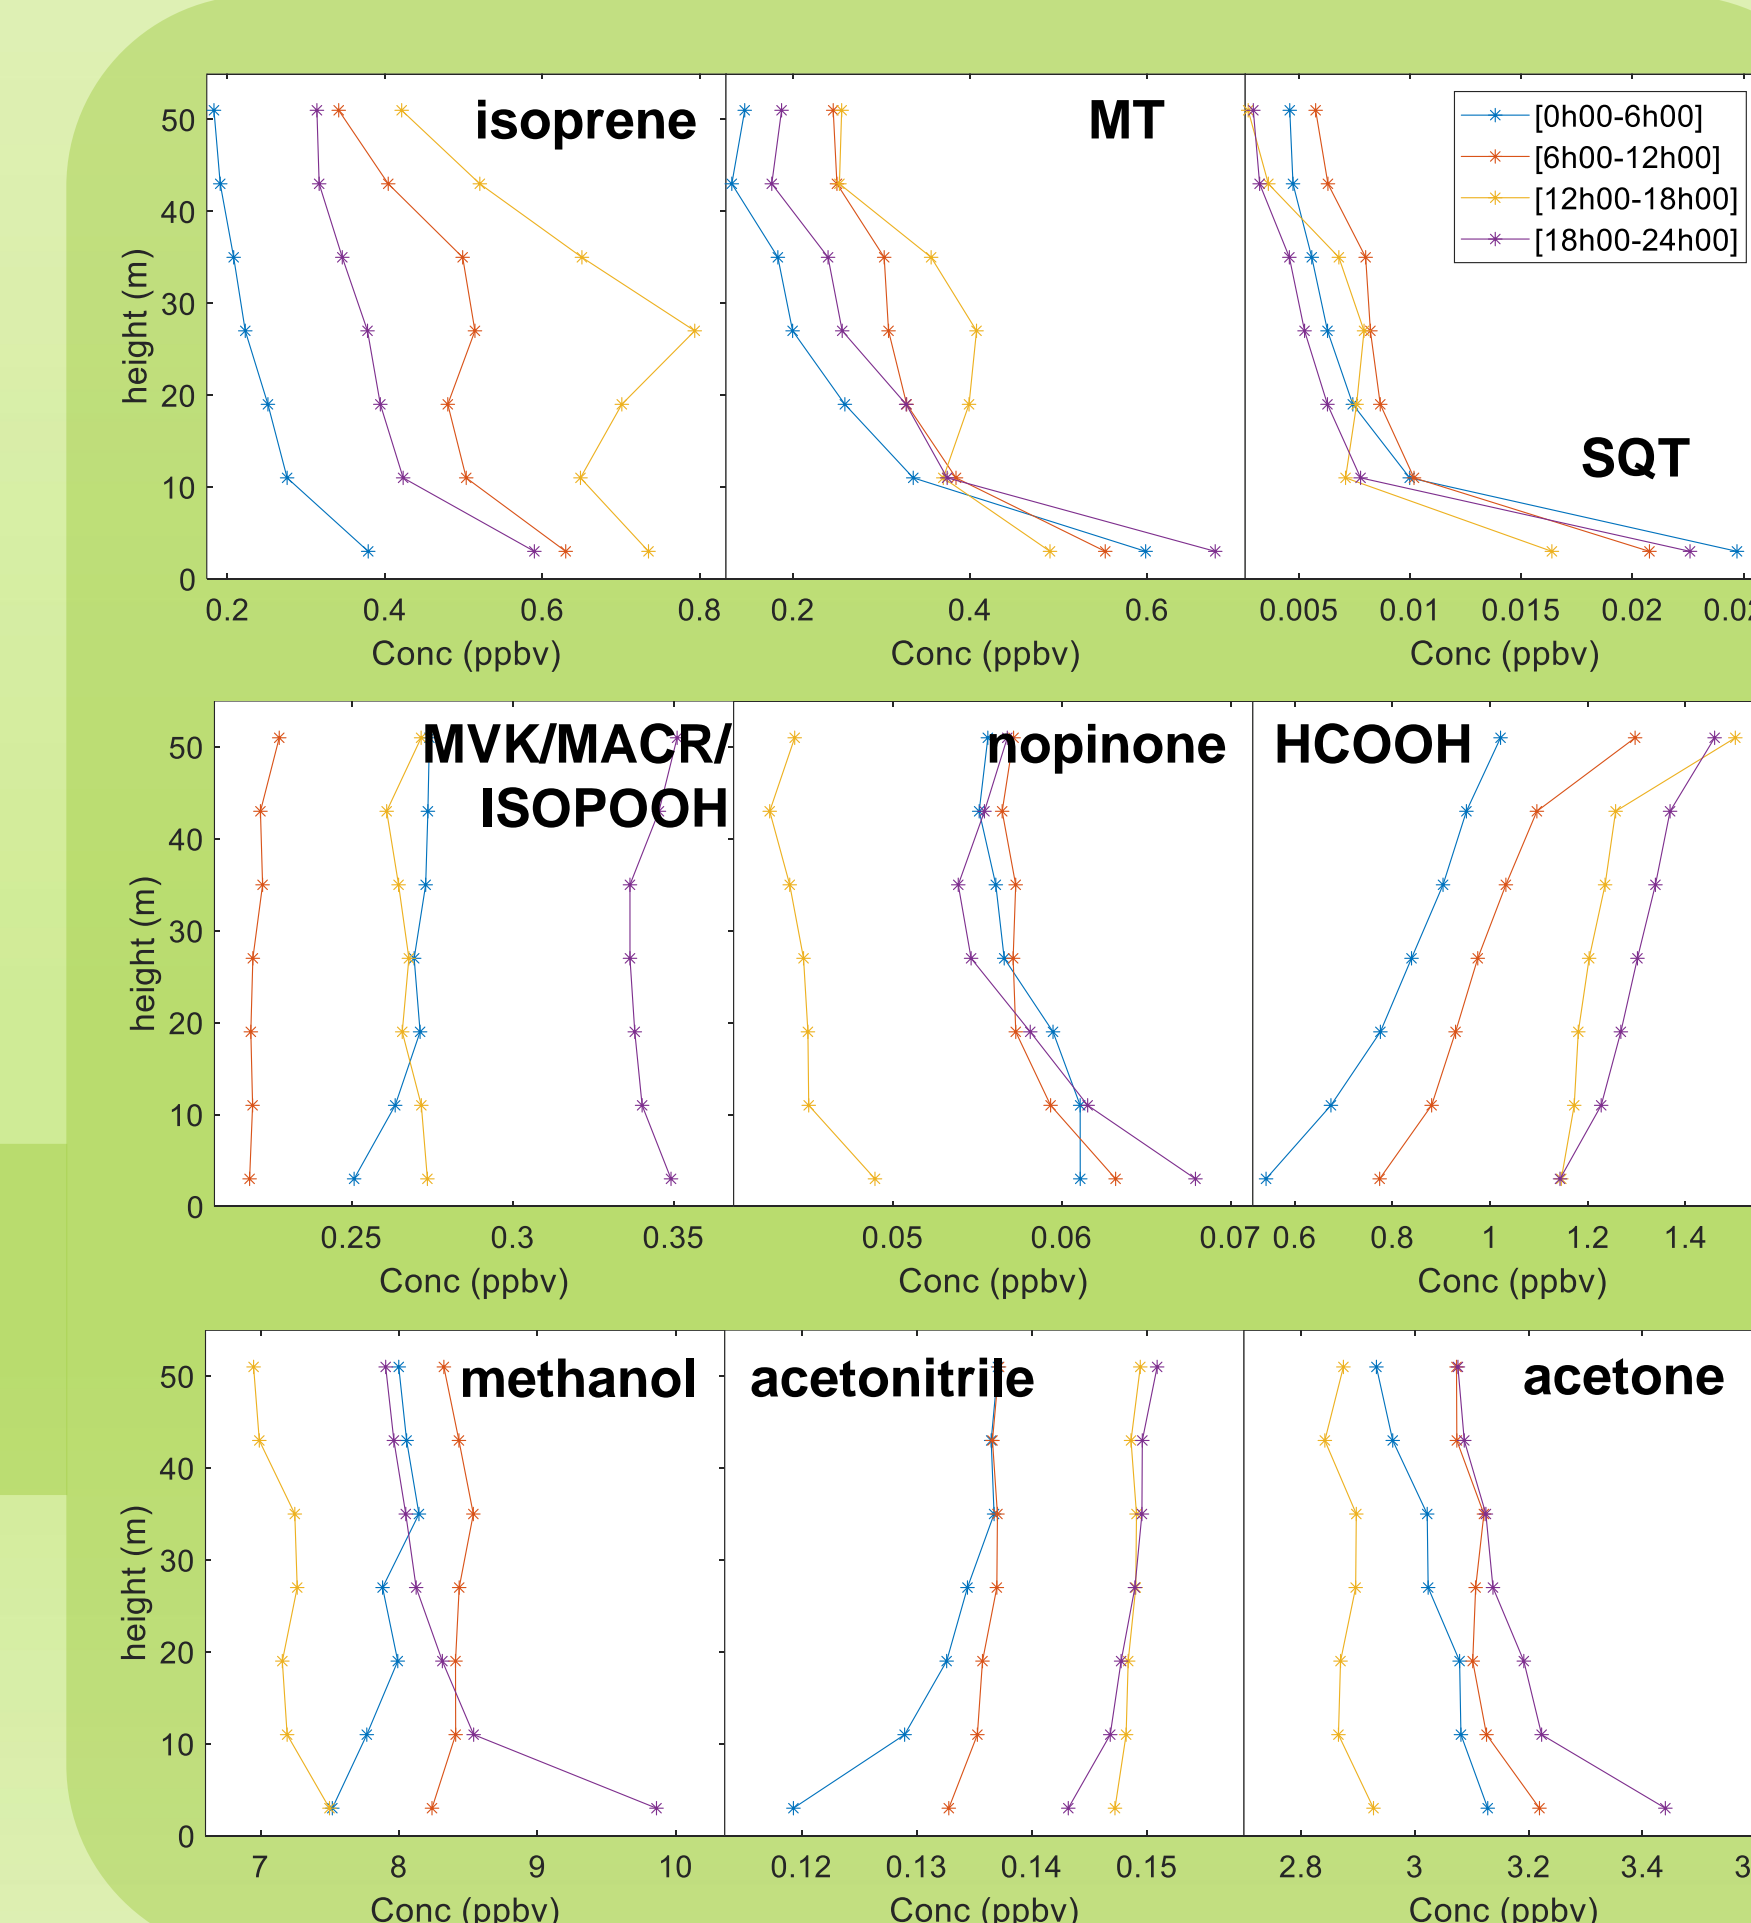 isoprene
MT
SQT
[0h00-6h00]
[6h00-12h00]
[12h00-18h00]
[18h00-24h00]
height (m)
50
40
30
20
10
0
0.2 0.4 0.6 0.8
0.2 0.4 0.6
0.005 0.01 0.015 0.02
Conc (ppbv)
Conc (ppbv)
Conc (ppbv)
MVK/MACR/
ISOPOOH
nopinone
HCOOH
height (m)
50
40
30
20
10
0
0.25 0.3 0.35
0.05 0.06 0.07
0.6 0.8 1 1.2 1.4
Conc (ppbv)
Conc (ppbv)
Conc (ppbv)
methanol
acetonitrile
acetone
height (m)
50
40
30
20
10
0
7 8 9 10
0.12 0.13 0.14 0.15
2.8 3 3.2 3.4
Conc (ppbv)
Conc (ppbv)
Conc (ppbv)